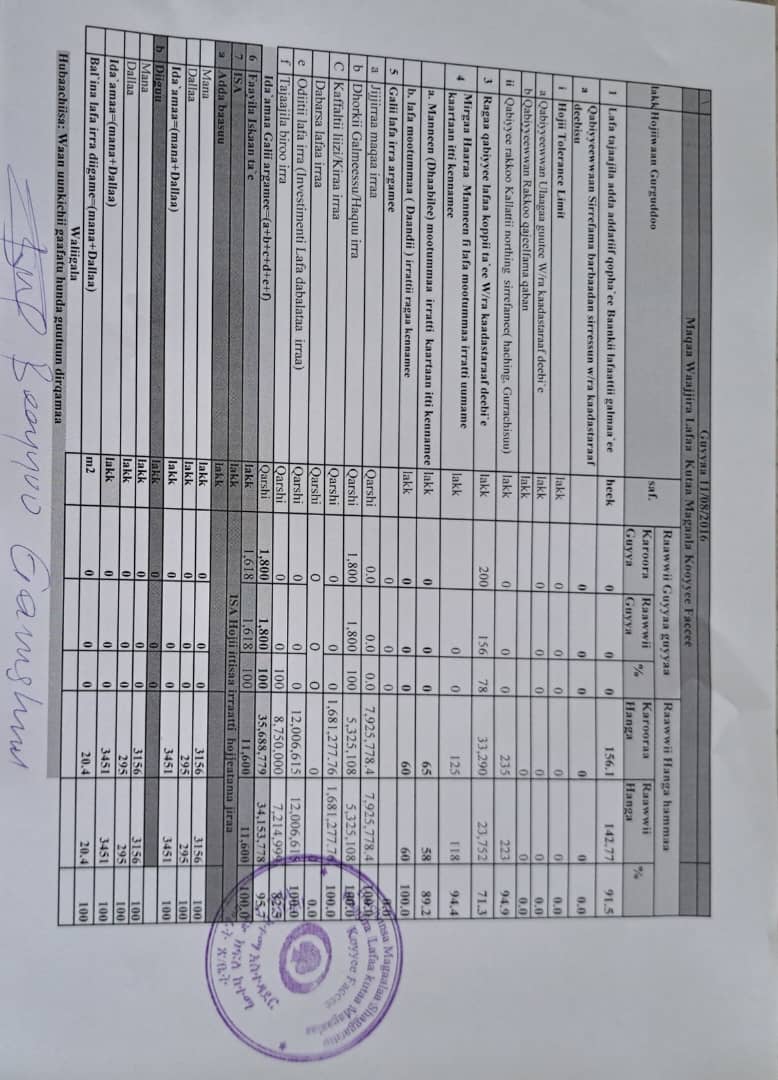 Guyyaa 11/08/2016
Maqaa Waajjira Lafaa Kutaa Magaala Kooyyee Faccee
lakk Hojiiwaan Gurguddoo saf. Raawwii Guyyaa guyyaa Raawwii Hanga hammaa
Karoora Guyya Raawwii Guyya % Karooraa Hanga Raawwii Hanga %
1 Lafa tajaajila adda addatiif qopha`ee Baankii lafaattii galmaa`ee heek 0 0 0 156.1 142.77 91.5
a Qabiyyeewwaan Sirrefama barbaadan sirressun w/ra kaadastaraaf deebisu 0 0 0 0 0 0.0
i Hojii Tolerance Limit lakk 0 0 0 0 0 0.0
a Qabiyyeewwan Ulaagaa guutee W/ra kaadastaraaf deebi`e lakk 0 0 0 0 0 0.0
b Qabiyyeewwan Rakkoo qajeelfama qaban lakk 0 0 0.0
ii Qabiyyee rakkoo Kallattii northing sirrefamee( haching, Gurrachisuu) lakk 0 0 0 235 223 94.9
3 Ragaa qabiyyee lafaa koppii ta`ee W/ra kaadastaraaf deebi`e lakk 200 156 78 33,290 23,752 71.3
4 Mirgaa Haaraa Manneen fi lafa mootummaa irratti uumame kaartaan itti kennamee lakk 0 0 125 118 94.4
a. Manneen (Dhaabilee) mootummaa irratti kaartaan itti kennamee lakk 0 0 0 65 58 89.2
b. lafa mootummaa ( Daandii ) irrattii ragaa kennamee lakk 0 0 0 60 60 100.0
5 Galii lafa irra argamee 0 0 0 0.0
a Jijjirraa maqaa irraa Qarshi 0.0 0.0 0.0 7,925,778.4 7,925,778.4 100.0
b Dhorkii Galmeessu/Haquu irra Qarshi 1,800 1,800 100 5,325,108 5,325,108 100.0
C Kaffaltii liizi/Kiraa irraa Qarshi 0 0 0 1,681,277.76 1,681,277.76 100.0
Dabarsa lafaa irraa Qarshi 0 0 0 0 0 0.0
e Odiitii lafa irra (Investimenti Lafa dabalataa irraa) Qarshi 0 0 0 12,006,615 12,006,615 100.0
f Tajaajila biroo irra Qarshi 0 0 100 8,750,000 7,214,999 82.5
Ida`amaa Galii argamee=(a+b+c+d+e+f) Qarshi 1,800 1,800 100 35,688,779 34,153,778 95.7
6 Faayila Iskaan ta`e lakk 1,618 1,618 100 11,600 11,600 100.0
7 ISA lakk ISA Hojii ittisaa irraatti hojjeatama jiraa
a Adda baasuu lakk
Mana lakk 0 0 0 3156 3156 100
Dallaa lakk 0 0 0 295 295 100
Ida`amaa=(mana+Dallaa) lakk 0 0 0 3451 3451 100
b Diiguu lakk 0 0 0
Mana lakk 0 0 0 3156 3156 100
Dallaa lakk 0 0 0 295 295 100
Ida`amaa=(mana+Dallaa) lakk 0 0 0 3451 3451 100
Bal`ina lafa irra diigame=(mana+Dallaa) m2 0 0 0 20.4 20.4 100
Waliigala
Hubaachiisa: Waan uunkichii gaafatu hunda guutuun dirqamaa
Magaalaa Shaggar
Lafaa kutaa Magaalaa
Koyyee Faccee